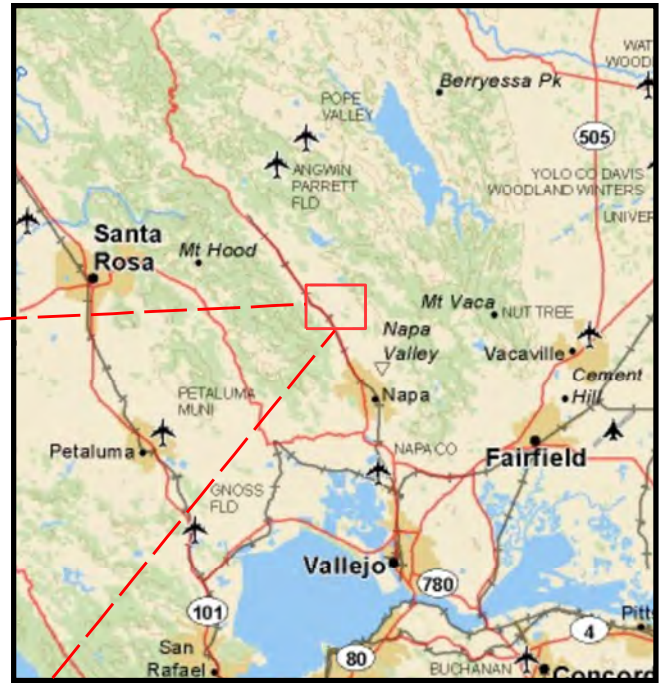 WAT
WOOD
Berryessa Pk
POPE
VALLEY
505
ANGWIN
PARRETT
FLD
YOLO CO DAVIS
WOODLAND WINTERS
UNIVER
Santa
Rosa
Mt Hood
Mt Vaca
NUT TREE
Napa
Valley
Vacaville
Cement
Hill
PETALUMA
MUNI
Napa
Petaluma
NAPA CO
Fairfield
GNOSS
FLD
Vallejo
780
101
Pitts
4
San
Rafael
80
BUCHANAN
Concord